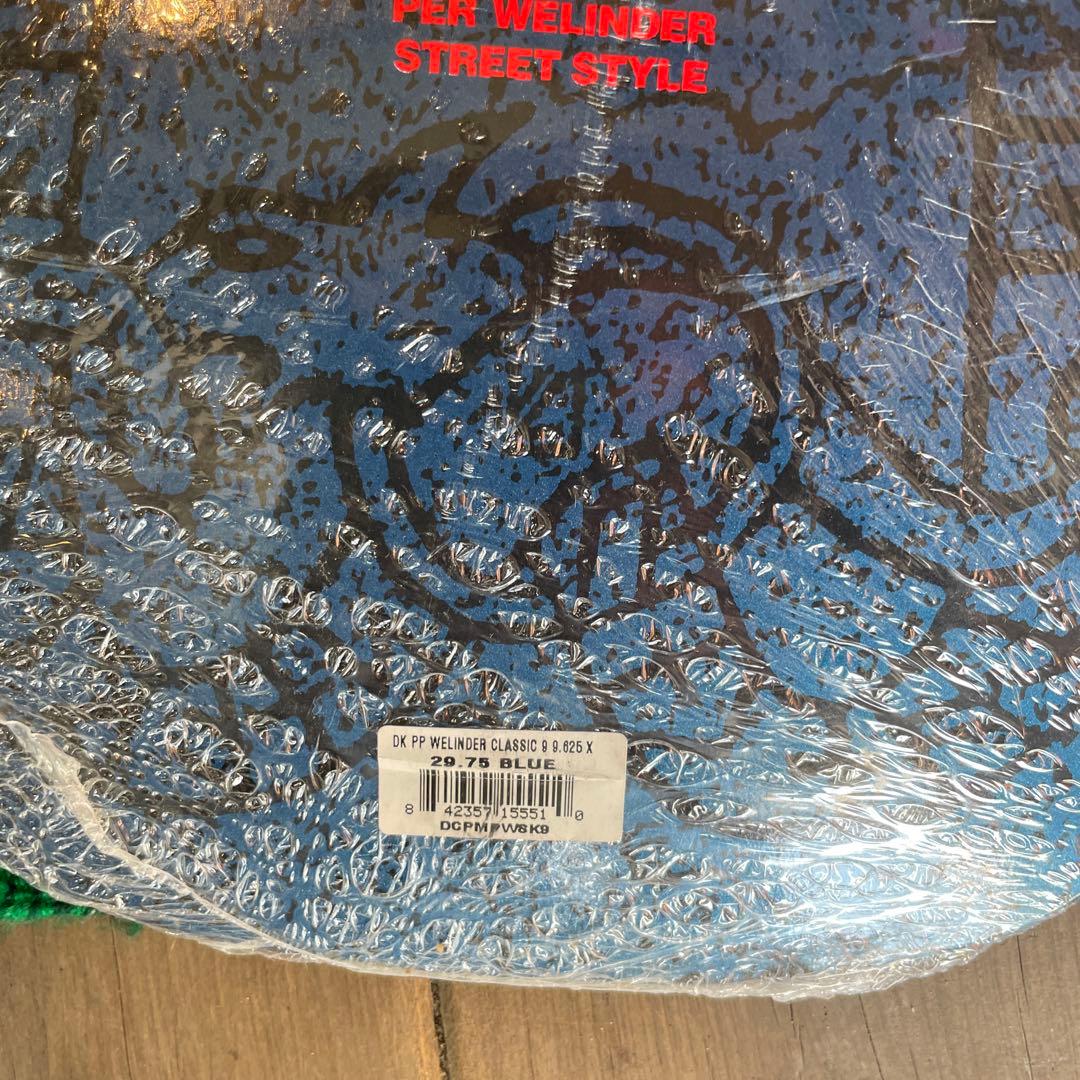 PER WELINDER
STREET STYLE
DK PP WELINDER CLASSIC 9 9.625 X
29.75 BLUE
8 42357 15551 0